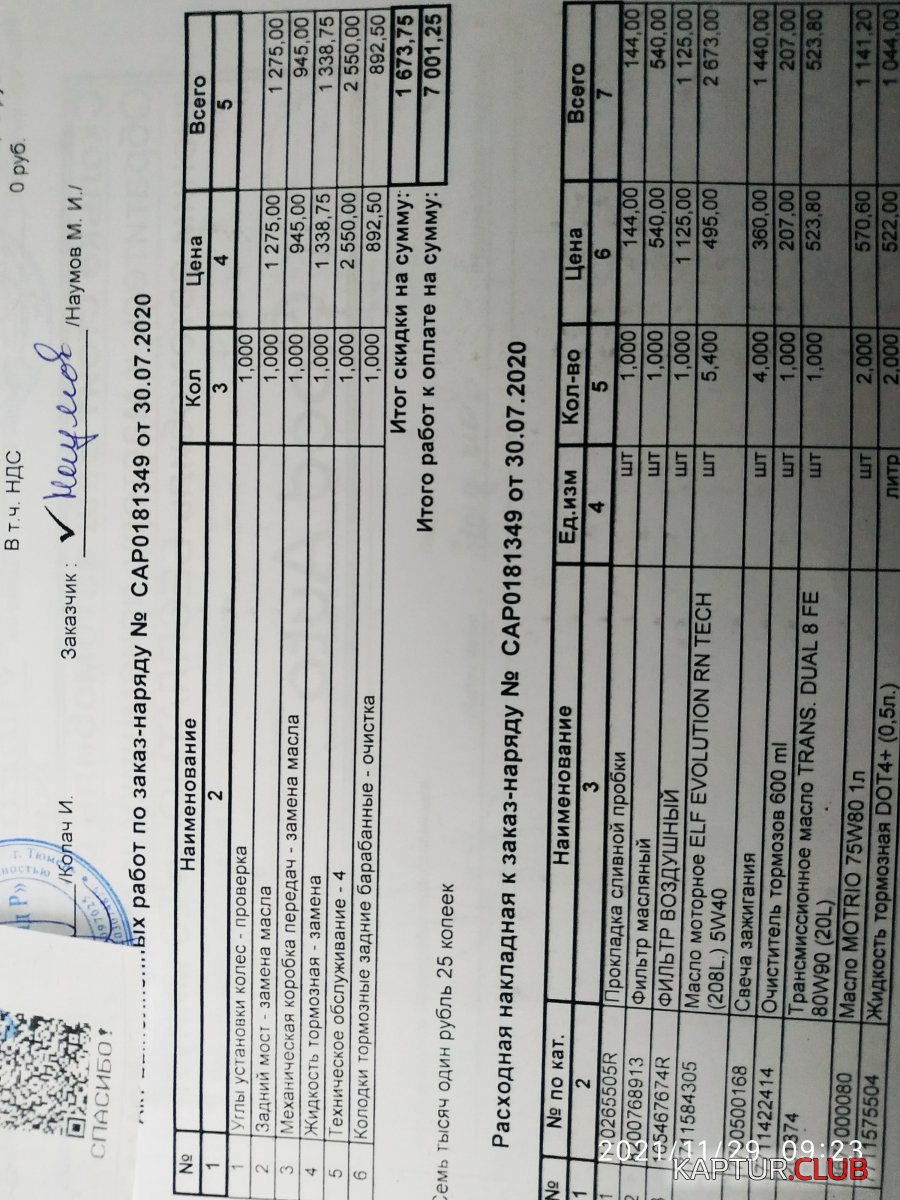 0 руб.
В т.ч. НДС
/Колач И.
Заказчик : ✓ Наумов /Наумов М. И./
г. Тюм
СПАСИБО!
работ по заказ-наряду № CAP0181349 от 30.07.2020
№ Наименование Кол Цена Всего
1 2 3 4 5
1 Углы установки колес - проверка 1,000
2 Задний мост - замена масла 1,000 1 275,00 1 275,00
3 Механическая коробка передач - замена масла 1,000 945,00 945,00
4 Жидкость тормозная - замена 1,000 1 338,75 1 338,75
5 Техническое обслуживание - 4 1,000 2 550,00 2 550,00
6 Колодки тормозные задние барабанные - очистка 1,000 892,50 892,50
Итог скидки на сумму: 1 673,75
Итого работ к оплате на сумму: 7 001,25
Семь тысяч один рубль 25 копеек
Расходная накладная к заказ-наряду № CAP0181349 от 30.07.2020
№ № по кат. Наименование Ед.изм Кол-во Цена Всего
1 2 3 4 5 6 7
1 Прокладка сливной пробки шт 1,000 144,00 144,00
2 Фильтр масляный шт 1,000 540,00 540,00
ФИЛЬТР ВОЗДУШНЫЙ шт 1,000 1 125,00 1 125,00
71584305 Масло моторное ELF EVOLUTION RN TECH шт 5,400 495,00 2 673,00
(208L.) 5W40
Свеча зажигания шт 4,000 360,00 1 440,00
11422414 Очиститель тормозов 600 ml шт 1,000 207,00 207,00
Трансмиссионное масло TRANS. DUAL 8 FE шт 1,000 523,80 523,80
80W90 (20L)
Масло MOTRIO 75W80 1л шт 2,000 570,60 1 141,20
711575504 Жидкость тормозная DOT4+ (0,5л.) литр 2,000 522,00 1 044,00
2021/11/29 09:23
KAPTUR.CLUB